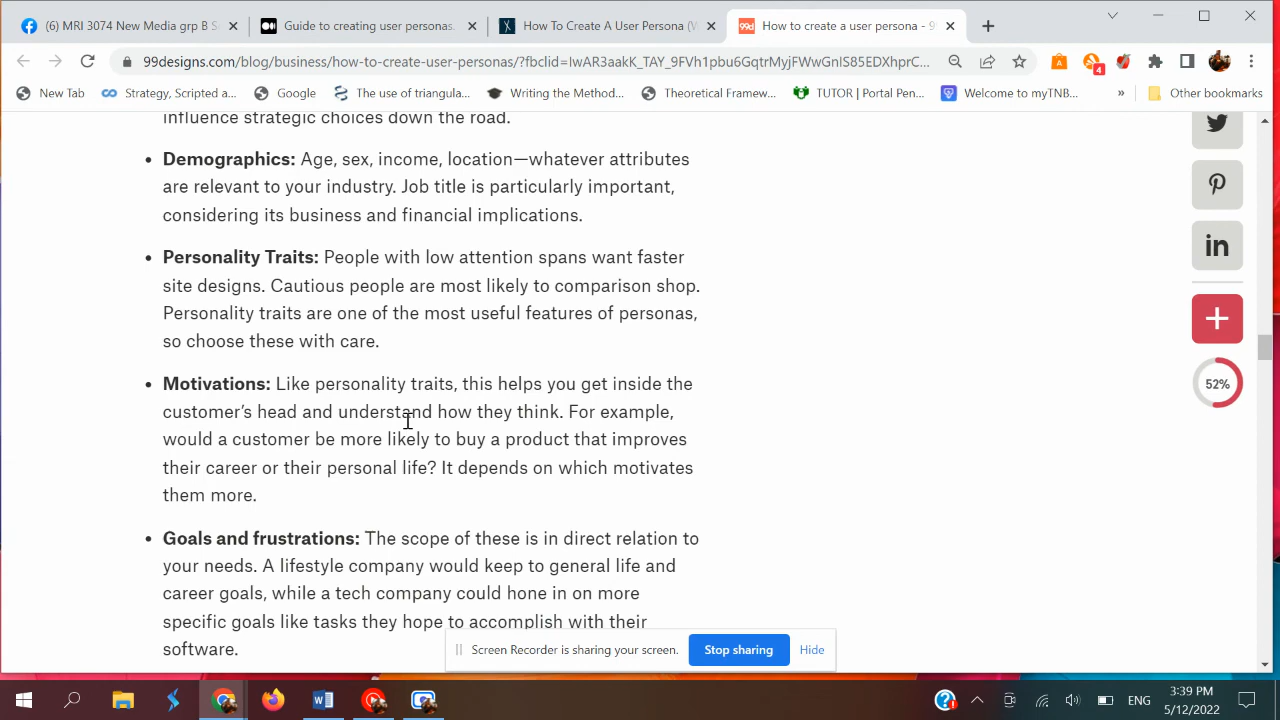 (6) MRI 3074 New Media grp B S
Guide to creating user personas.
How To Create A User Persona (W
99d
How to create a user persona - 9
99designs.com/blog/business/how-to-create-user-personas/?fbclid=IwAR3aakK_TAY_9FVh1pbu6GqtrMyjFWwGnlS85EDXhprC...
4
New Tab
Strategy, Scripted a...
Google
The use of triangula...
Writing the Method...
Theoretical Framew...
TUTOR | Portal Pen...
Welcome to myTNB...
»
Other bookmarks
influence strategic choices down the road.
• Demographics: Age, sex, income, location—whatever attributes
are relevant to your industry. Job title is particularly important,
considering its business and financial implications.
• Personality Traits: People with low attention spans want faster
site designs. Cautious people are most likely to comparison shop.
Personality traits are one of the most useful features of personas,
so choose these with care.
• Motivations: Like personality traits, this helps you get inside the
customer's head and understand how they think. For example,
would a customer be more likely to buy a product that improves
their career or their personal life? It depends on which motivates
them more.
• Goals and frustrations: The scope of these is in direct relation to
your needs. A lifestyle company would keep to general life and
career goals, while a tech company could hone in on more
specific goals like tasks they hope to accomplish with their
software.
in
+
52%
Screen Recorder is sharing your screen.
Stop sharing
Hide
ENG
3:39 PM
5/12/2022